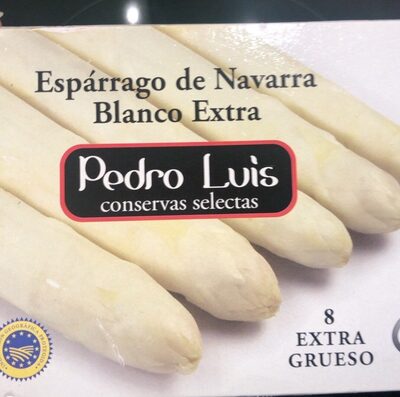 Espárrago de Navarra
Blanco Extra
Pedro Luis
conservas selectas
8
EXTRA
GRUESO